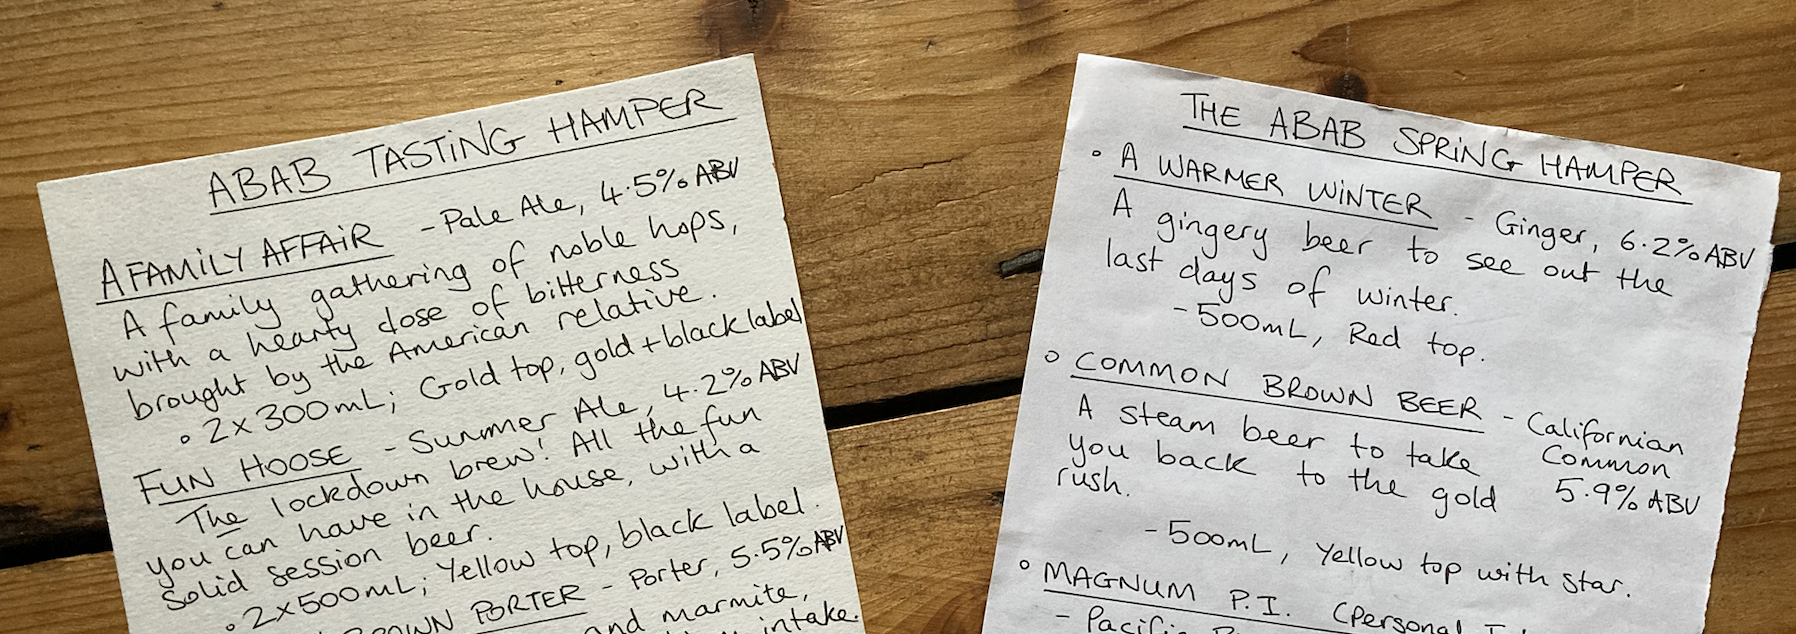 ABAB TASTING HAMPER
A FAMILY AFFAIR - Pale Ale, 4.5% ABV
A family gathering of noble hops,
with a hearty dose of bitterness
brought by the American relative.
• 2x300mL; Gold top, gold + black label
FUN HOOSE - Summer Ale, 4.2% ABV
The lockdown brew! All the fun
you can have in the house, with a
solid session beer.
• 2x500mL; Yellow top, black label.
BROWN PORTER - Porter, 5.5% ABV
and marmite,
intake.
THE ABAB SPRING HAMPER
• A WARMER WINTER - Ginger, 6.2% ABV
A gingery beer to see out the
last days of winter.
- 500mL, Red top.
• COMMON BROWN BEER - Californian
Common
5.9% ABV
A steam beer to take
you back to the gold
rush.
- 500mL, Yellow top with star.
• MAGNUM P.I. (Personal
- Pacific